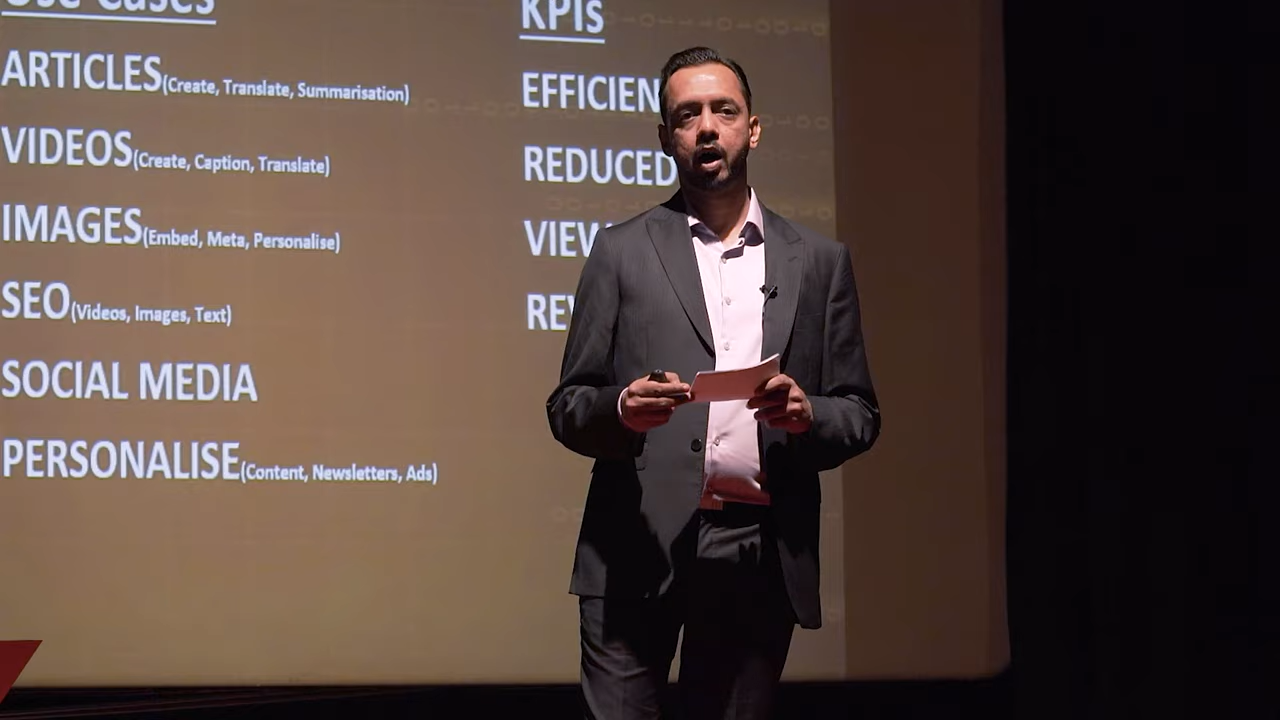 Use Cases
ARTICLES(Create, Translate, Summarisation)
VIDEOS(Create, Caption, Translate)
IMAGES(Embed, Meta, Personalise)
SEO(Videos, Images, Text)
SOCIAL MEDIA
PERSONALISE(Content, Newsletters, Ads)
KPIs
REDUCED